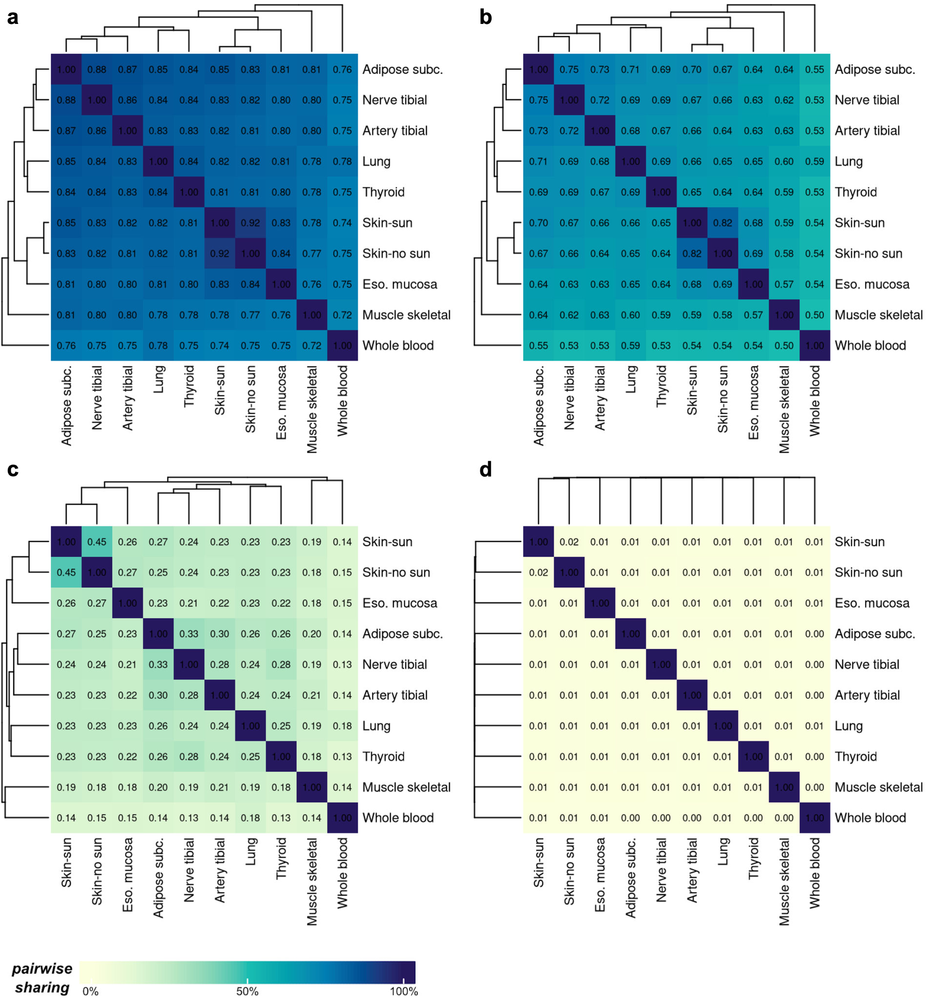 a
1.00 0.88 0.87 0.85 0.84 0.85 0.83 0.81 0.81 0.76 Adipose subc.
0.88 1.00 0.86 0.84 0.84 0.83 0.82 0.80 0.80 0.75 Nerve tibial
0.87 0.86 1.00 0.83 0.83 0.82 0.81 0.80 0.80 0.75 Artery tibial
0.85 0.84 0.83 1.00 0.84 0.82 0.82 0.81 0.78 0.78 Lung
0.84 0.84 0.83 0.84 1.00 0.81 0.81 0.80 0.78 0.75 Thyroid
0.85 0.83 0.82 0.82 0.81 1.00 0.92 0.83 0.78 0.74 Skin-sun
0.83 0.82 0.81 0.82 0.81 0.92 1.00 0.84 0.77 0.75 Skin-no sun
0.81 0.80 0.80 0.81 0.80 0.83 0.84 1.00 0.76 0.75 Eso. mucosa
0.81 0.80 0.80 0.78 0.78 0.78 0.77 0.76 1.00 0.72 Muscle skeletal
0.76 0.75 0.75 0.78 0.75 0.74 0.75 0.75 0.72 1.00 Whole blood
Adipose subc.
Nerve tibial
Artery tibial
Lung
Thyroid
Skin-sun
Skin-no sun
Eso. mucosa
Muscle skeletal
Whole blood
b
1.00 0.75 0.73 0.71 0.69 0.70 0.67 0.64 0.64 0.55 Adipose subc.
0.75 1.00 0.72 0.69 0.69 0.67 0.66 0.63 0.62 0.53 Nerve tibial
0.73 0.72 1.00 0.68 0.67 0.66 0.64 0.63 0.63 0.53 Artery tibial
0.71 0.69 0.68 1.00 0.69 0.66 0.65 0.65 0.60 0.59 Lung
0.69 0.69 0.67 0.69 1.00 0.65 0.64 0.64 0.59 0.53 Thyroid
0.70 0.67 0.66 0.66 0.65 1.00 0.82 0.68 0.59 0.54 Skin-sun
0.67 0.66 0.64 0.65 0.64 0.82 1.00 0.69 0.58 0.54 Skin-no sun
0.64 0.63 0.63 0.65 0.64 0.68 0.69 1.00 0.57 0.54 Eso. mucosa
0.64 0.62 0.63 0.60 0.59 0.59 0.58 0.57 1.00 0.50 Muscle skeletal
0.55 0.53 0.53 0.59 0.53 0.54 0.54 0.54 0.50 1.00 Whole blood
Adipose subc.
Nerve tibial
Artery tibial
Lung
Thyroid
Skin-sun
Skin-no sun
Eso. mucosa
Muscle skeletal
Whole blood
c
1.00 0.45 0.26 0.27 0.24 0.23 0.23 0.23 0.19 0.14 Skin-sun
0.45 1.00 0.27 0.25 0.24 0.23 0.23 0.23 0.18 0.15 Skin-no sun
0.26 0.27 1.00 0.23 0.21 0.22 0.23 0.22 0.18 0.15 Eso. mucosa
0.27 0.25 0.23 1.00 0.33 0.30 0.26 0.26 0.20 0.14 Adipose subc.
0.24 0.24 0.21 0.33 1.00 0.28 0.24 0.28 0.19 0.13 Nerve tibial
0.23 0.23 0.22 0.30 0.28 1.00 0.24 0.24 0.21 0.14 Artery tibial
0.23 0.23 0.23 0.26 0.24 0.24 1.00 0.25 0.19 0.18 Lung
0.23 0.23 0.22 0.26 0.28 0.24 0.25 1.00 0.18 0.13 Thyroid
0.19 0.18 0.18 0.20 0.19 0.21 0.19 0.18 1.00 0.14 Muscle skeletal
0.14 0.15 0.15 0.14 0.13 0.14 0.18 0.13 0.14 1.00 Whole blood
Skin-sun
Skin-no sun
Eso. mucosa
Adipose subc.
Nerve tibial
Artery tibial
Lung
Thyroid
Muscle skeletal
Whole blood
d
1.00 0.02 0.01 0.01 0.01 0.01 0.01 0.01 0.01 0.01 Skin-sun
0.02 1.00 0.01 0.01 0.01 0.01 0.01 0.01 0.01 0.01 Skin-no sun
0.01 0.01 1.00 0.01 0.01 0.01 0.01 0.01 0.01 0.01 Eso. mucosa
0.01 0.01 0.01 1.00 0.01 0.01 0.01 0.01 0.01 0.00 Adipose subc.
0.01 0.01 0.01 0.01 1.00 0.01 0.01 0.01 0.01 0.00 Nerve tibial
0.01 0.01 0.01 0.01 0.01 1.00 0.01 0.01 0.01 0.00 Artery tibial
0.01 0.01 0.01 0.01 0.01 0.01 1.00 0.01 0.01 0.01 Lung
0.01 0.01 0.01 0.01 0.01 0.01 0.01 1.00 0.01 0.00 Thyroid
0.01 0.01 0.01 0.01 0.01 0.01 0.01 0.01 1.00 0.00 Muscle skeletal
0.01 0.01 0.01 0.00 0.00 0.00 0.01 0.00 0.00 1.00 Whole blood
Skin-sun
Skin-no sun
Eso. mucosa
Adipose subc.
Nerve tibial
Artery tibial
Lung
Thyroid
Muscle skeletal
Whole blood
pairwise
sharing
0% 50% 100%